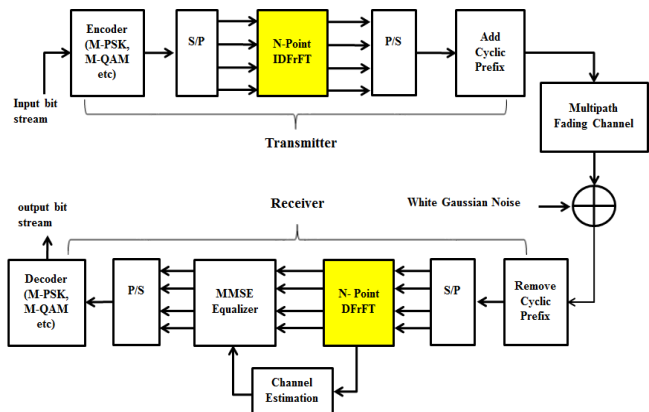 Encoder
(M-PSK,
M-QAM
etc)
S/P
N-Point
IDFrFT
P/S
Add
Cyclic
Prefix
Input bit
stream
Transmitter
Multipath
Fading Channel
White Gaussian Noise
Receiver
output bit
stream
Decoder
(M-PSK,
M-QAM
etc)
P/S
MMSE
Equalizer
N- Point
DFrFT
S/P
Remove
Cyclic
Prefix
Channel
Estimation